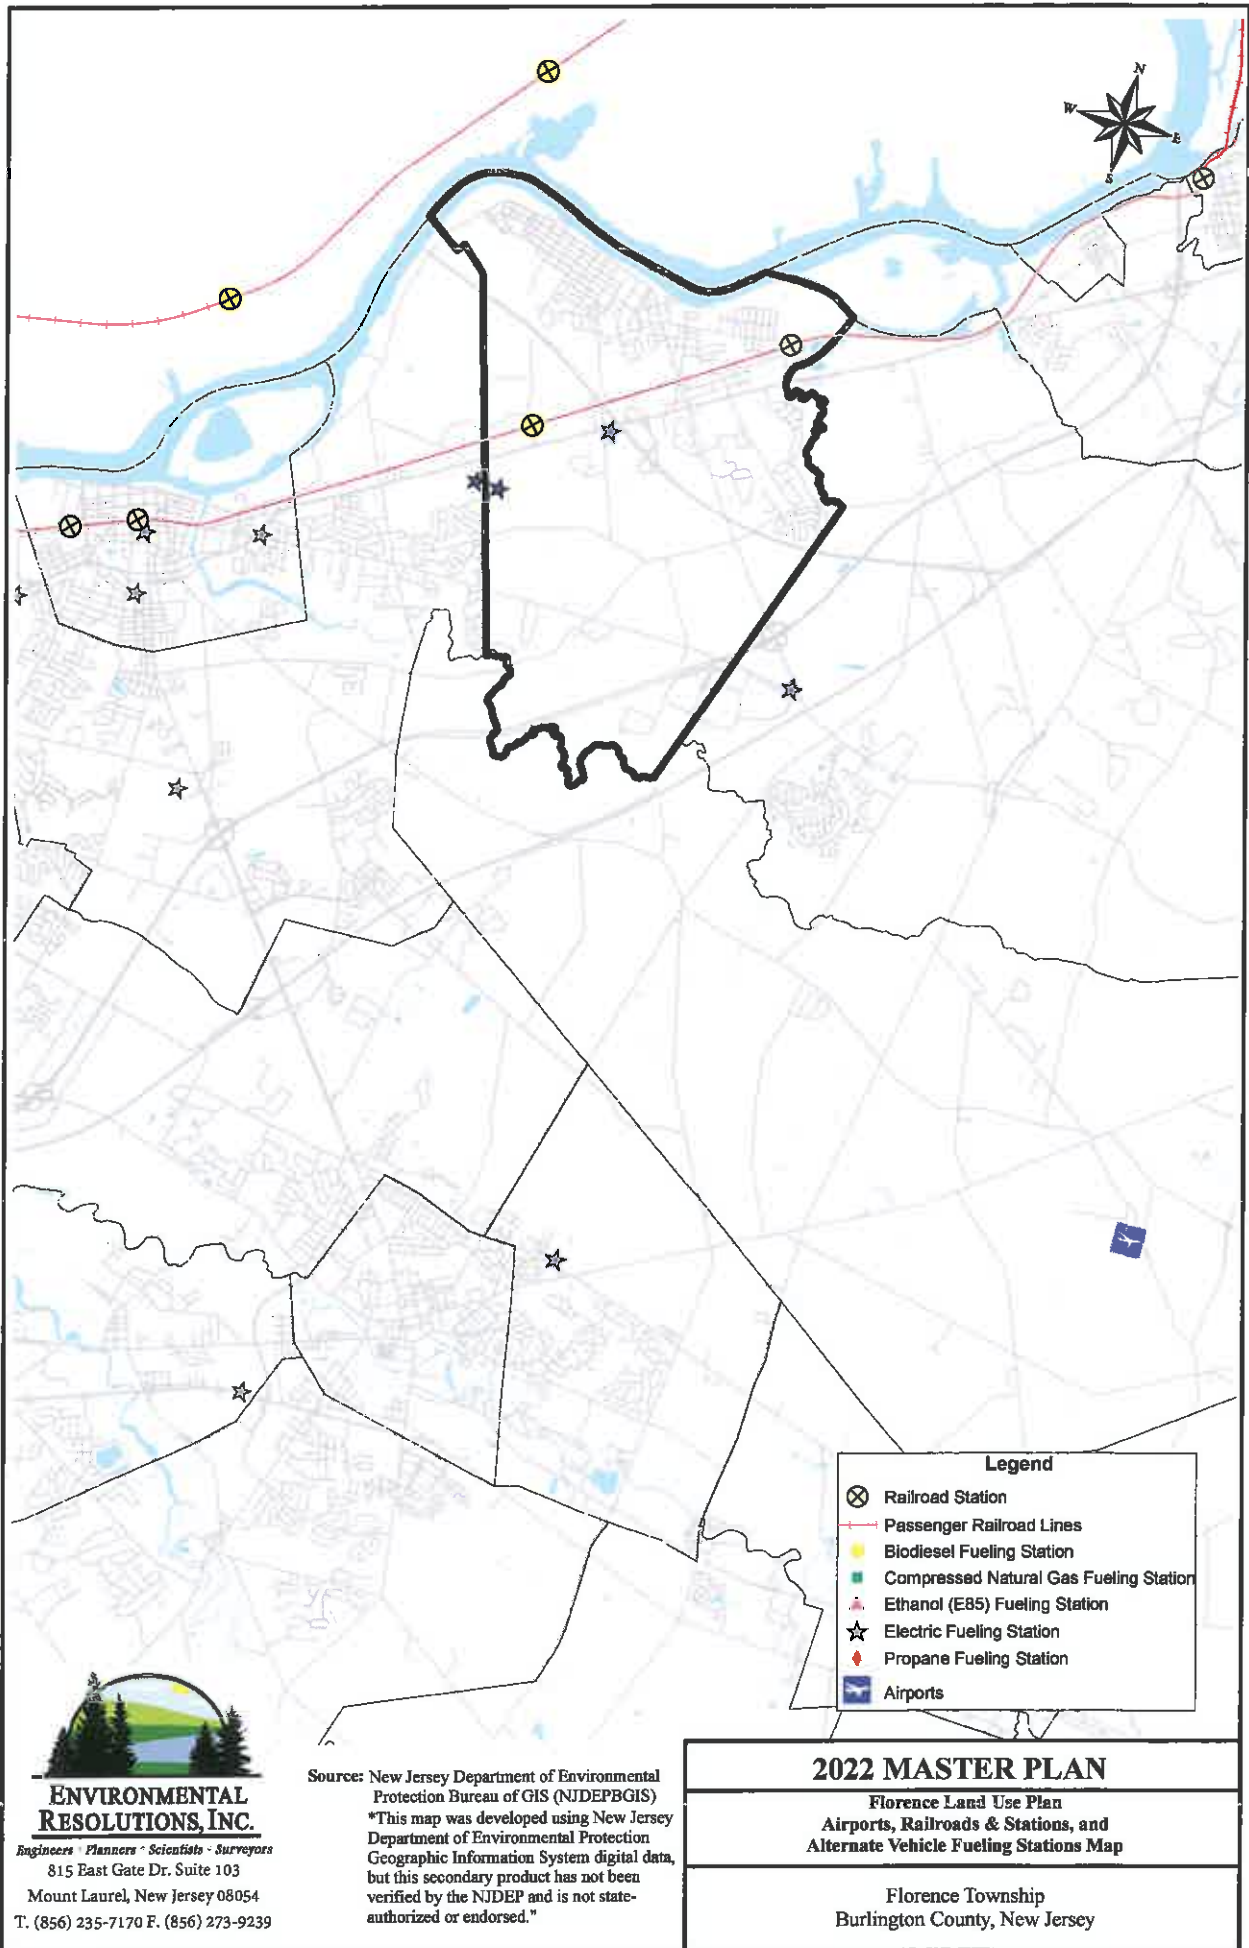 N
W
E
S
Legend
Railroad Station
Passenger Railroad Lines
Biodiesel Fueling Station
Compressed Natural Gas Fueling Station
Ethanol (E85) Fueling Station
Electric Fueling Station
Propane Fueling Station
Airports
ENVIRONMENTAL
RESOLUTIONS, INC.
Engineers - Planners - Scientists - Surveyors
815 East Gate Dr. Suite 103
Mount Laurel, New Jersey 08054
T. (856) 235-7170 F. (856) 273-9239
Source: New Jersey Department of Environmental
Protection Bureau of GIS (NJDEPBGIS)
*This map was developed using New Jersey
Department of Environmental Protection
Geographic Information System digital data,
but this secondary product has not been
verified by the NJDEP and is not state-
authorized or endorsed."
2022 MASTER PLAN
Florence Land Use Plan
Airports, Railroads & Stations, and
Alternate Vehicle Fueling Stations Map
Florence Township
Burlington County, New Jersey